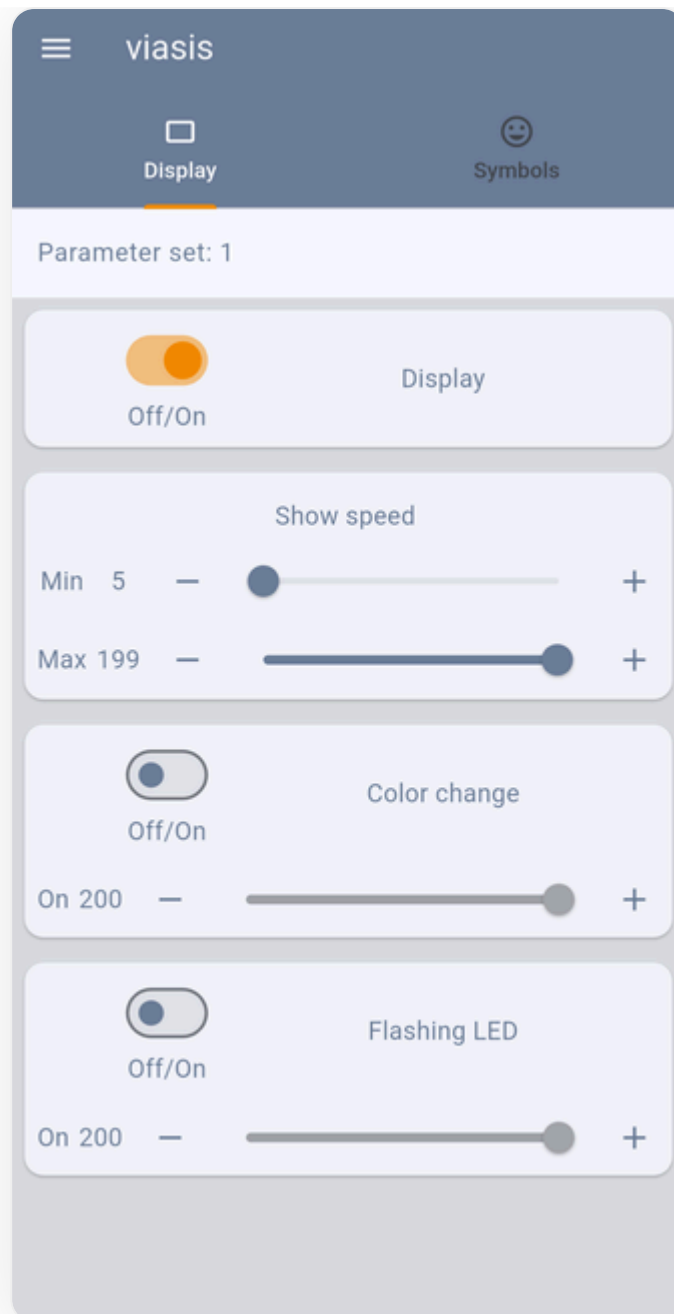 viasis
Display
Symbols
Parameter set: 1
Off/On
Display
Show speed
Min 5
Max 199
Off/On
Color change
On 200
Off/On
Flashing LED
On 200